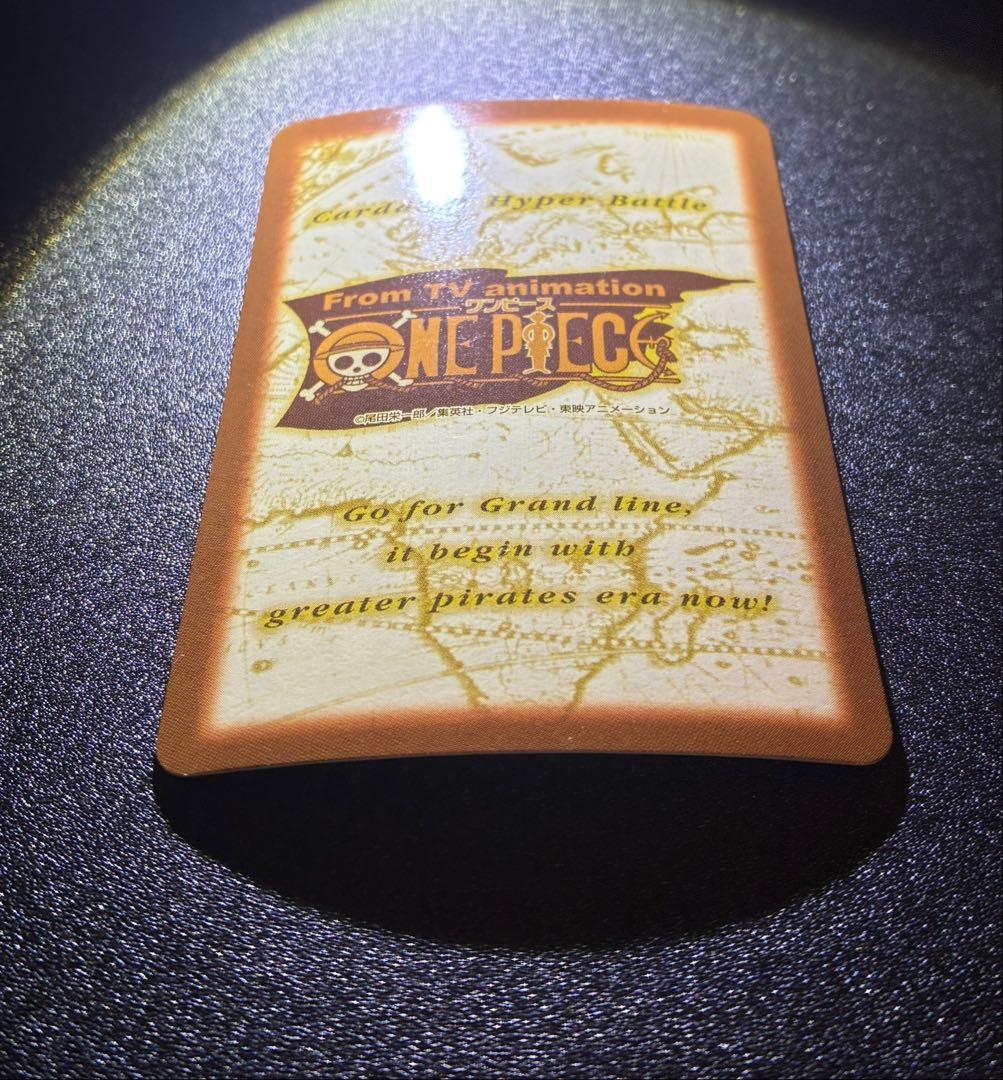 Hyper Battle
From TV animation
ワンピース
ONE PIECE
©尾田栄一郎／集英社・フジテレビ・東映アニメーション
Go for Grand line,
it begin with
greater pirates era now!